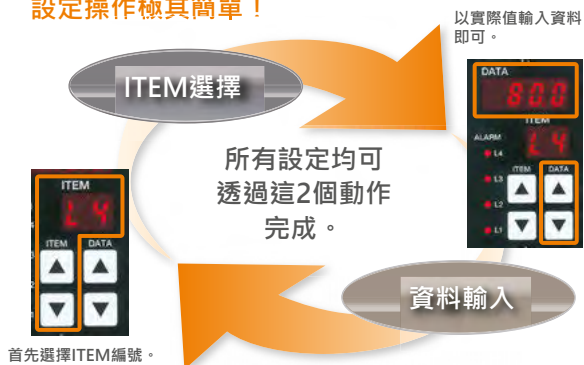 設定操作極其簡單！
以實際值輸入資料
即可。
ITEM選擇
DATA
800
ITEM
L4
ALARM
L4
L3
L2
L1
ITEM DATA
所有設定均可
透過這2個動作
完成。
ITEM
L4
ITEM DATA
資料輸入
首先選擇ITEM編號。